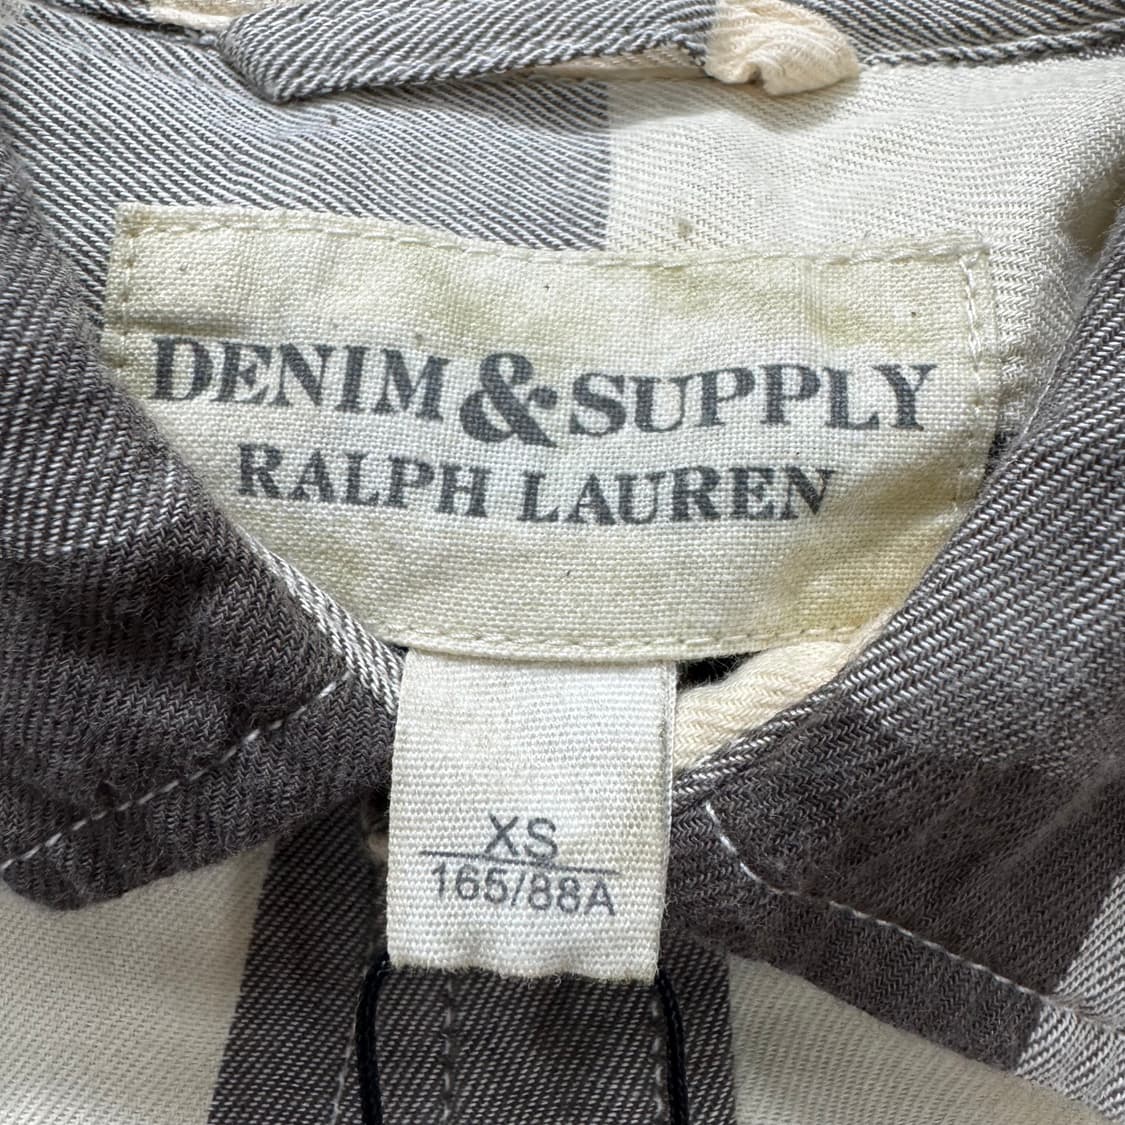 DENIM & SUPPLY
RALPH LAUREN
XS
165/88A